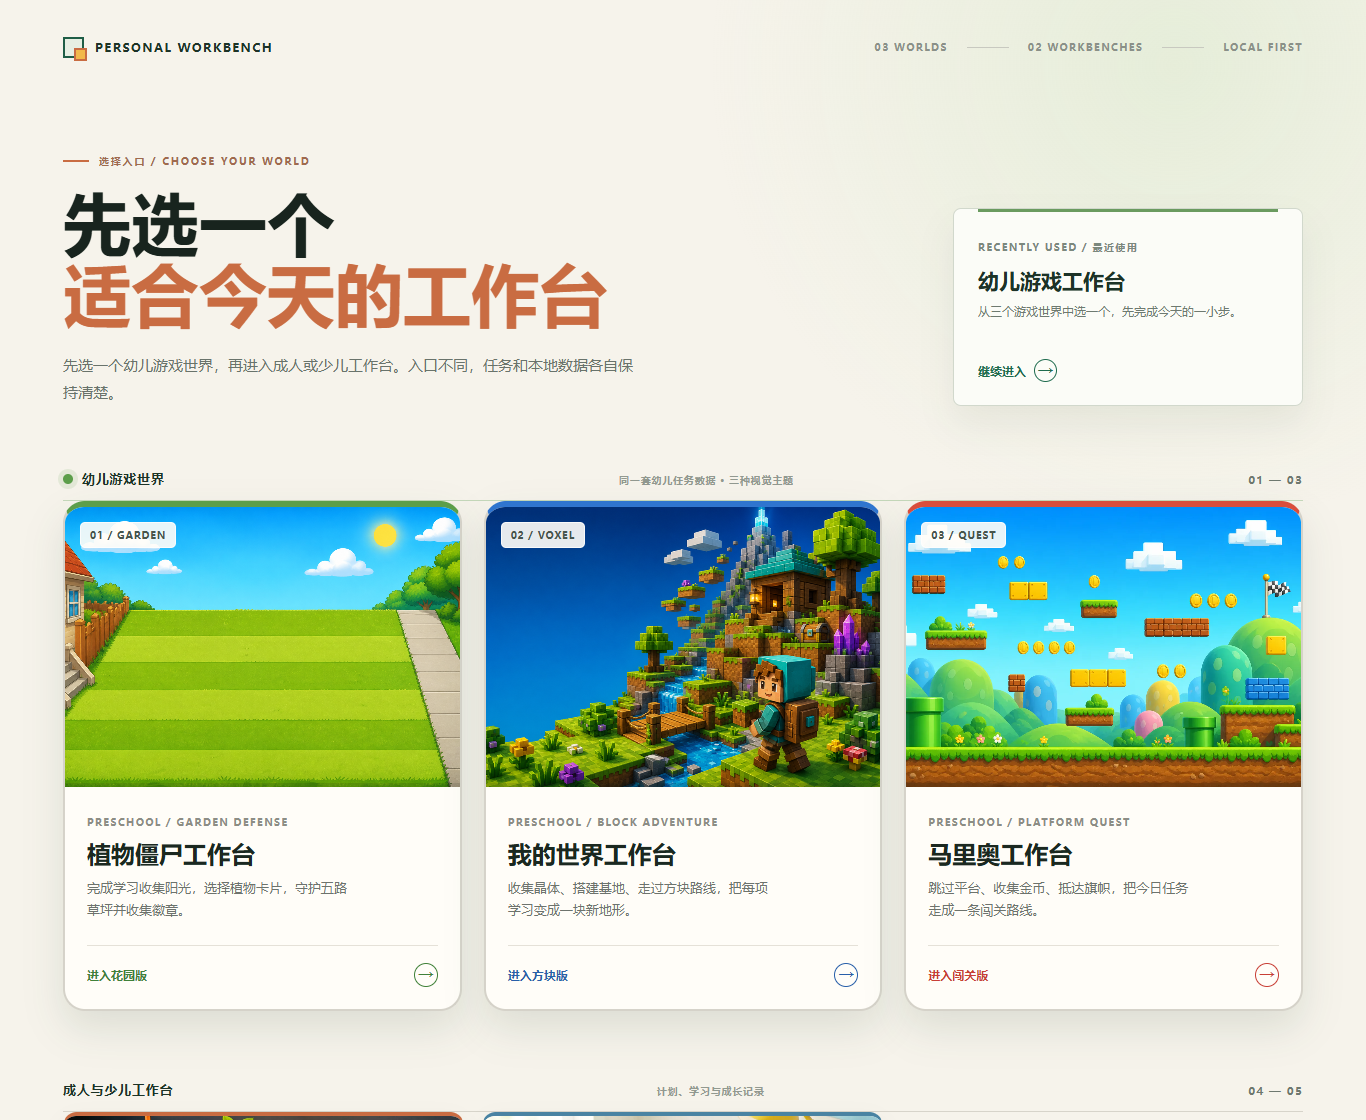 PERSONAL WORKBENCH
03 WORLDS
02 WORKBENCHES
LOCAL FIRST
选择入口 / CHOOSE YOUR WORLD
先选一个
适合今天的工作台
先选一个幼儿游戏世界，再进入成人或少儿工作台。入口不同，任务和本地数据各自保
持清楚。
RECENTLY USED / 最近使用
幼儿游戏工作台
从三个游戏世界中选一个，先完成今天的一小步。
继续进入
幼儿游戏世界
同一套幼儿任务数据 • 三种视觉主题
01 — 03
01 / GARDEN
PRESCHOOL / GARDEN DEFENSE
植物僵尸工作台
完成学习收集阳光，选择植物卡片，守护五路
草坪并收集徽章。
进入花园版
02 / VOXEL
PRESCHOOL / BLOCK ADVENTURE
我的世界工作台
收集晶体、搭建基地、走过方块路线，把每项
学习变成一块新地形。
进入方块版
03 / QUEST
PRESCHOOL / PLATFORM QUEST
马里奥工作台
跳过平台、收集金币、抵达旗帜，把今日任务
走成一条闯关路线。
进入闯关版
成人与少儿工作台
计划、学习与成长记录
04 — 05